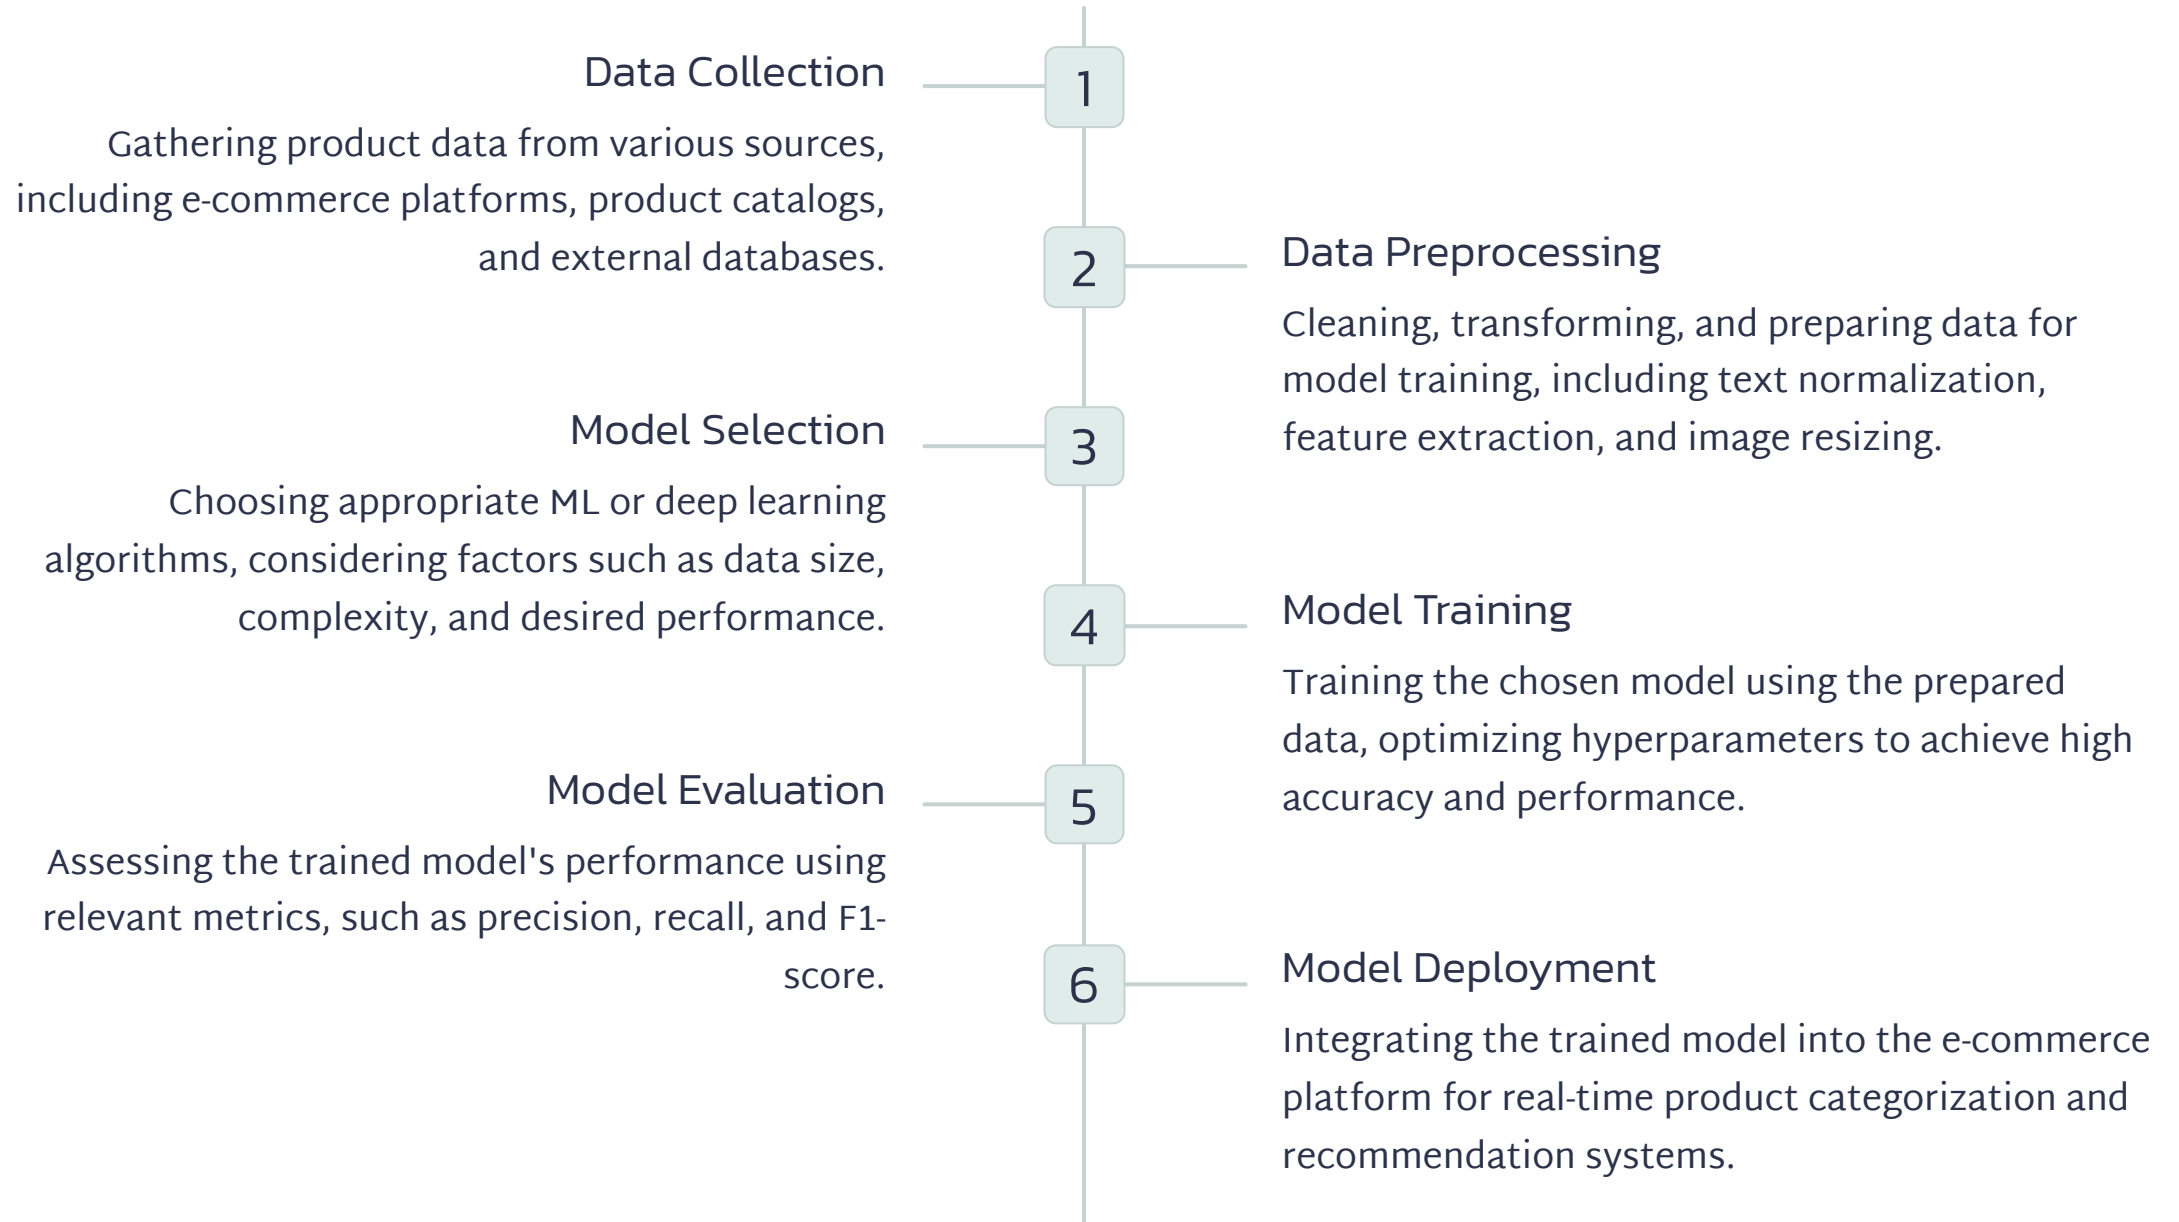 1
Data Collection
Gathering product data from various sources,
including e-commerce platforms, product catalogs,
and external databases.
2
Data Preprocessing
Cleaning, transforming, and preparing data for
model training, including text normalization,
feature extraction, and image resizing.
3
Model Selection
Choosing appropriate ML or deep learning
algorithms, considering factors such as data size,
complexity, and desired performance.
4
Model Training
Training the chosen model using the prepared
data, optimizing hyperparameters to achieve high
accuracy and performance.
5
Model Evaluation
Assessing the trained model's performance using
relevant metrics, such as precision, recall, and F1-
score.
6
Model Deployment
Integrating the trained model into the e-commerce
platform for real-time product categorization and
recommendation systems.